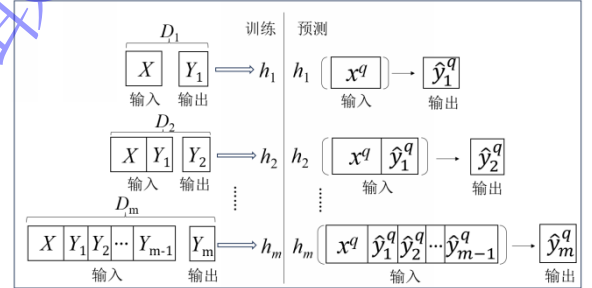 D₁ 训练 预测
X Y₁ h₁ h₁ ( x^q ) ŷ₁^q
输入 输出 输入 输出
D₂
X Y₁ Y₂ h₂ h₂ ( x^q ŷ₁^q ) ŷ₂^q
输入 输出 输入 输出
...... ......
Dₘ
X Y₁ Y₂ ··· Yₘ₋₁ Yₘ hₘ hₘ ( x^q ŷ₁^q ŷ₂^q ··· ŷₘ₋₁^q ) ŷₘ^q
输入 输出 输入 输出